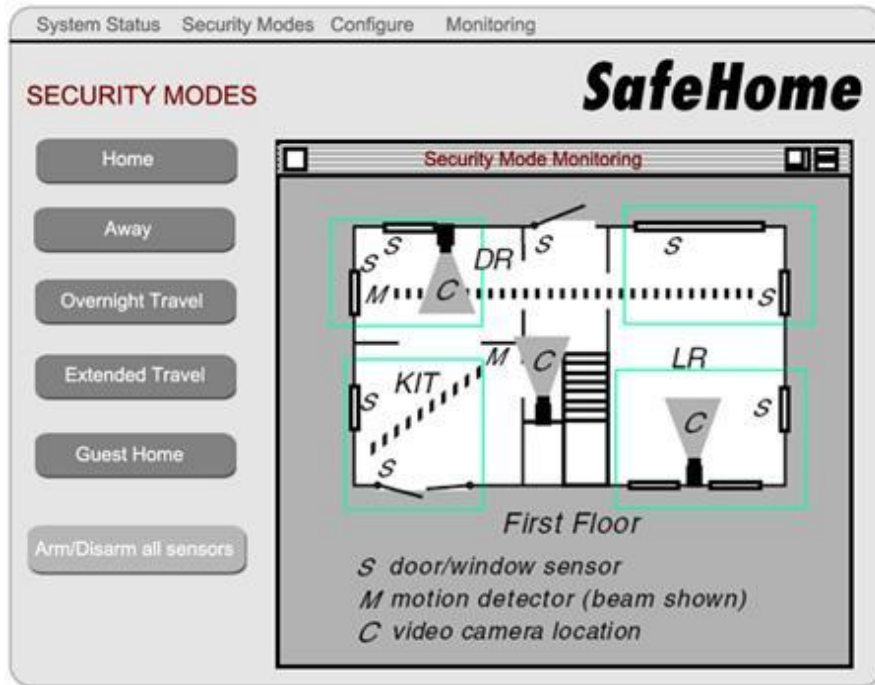 System Status Security Modes Configure Monitoring
SafeHome
SECURITY MODES
Home
Away
Overnight Travel
Extended Travel
Guest Home
Arm/Disarm all sensors
Security Mode Monitoring
S
S
S
S
DR
M
C
S
M
C
LR
KIT
S
S
C
S
First Floor
S door/window sensor
M motion detector (beam shown)
C video camera location